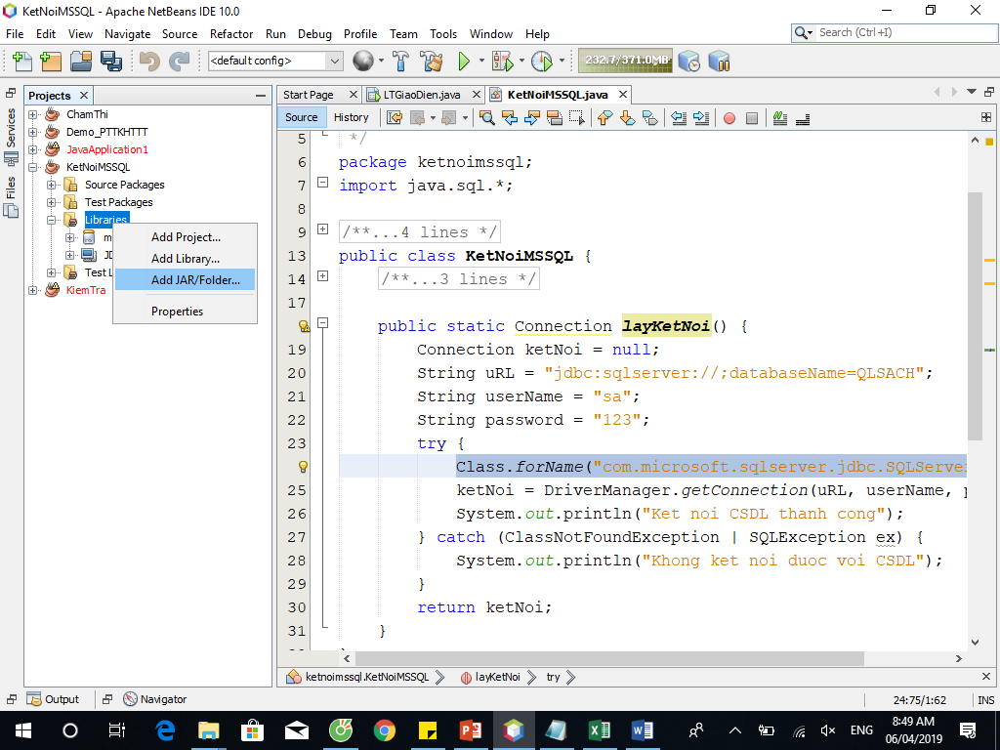 KetNoiMSSQL - Apache NetBeans IDE 10.0
File Edit View Navigate Source Refactor Run Debug Profile Team Tools Window Help
Search (Ctrl+I)
<default config>
232.7/371.0MB
Projects
Services
Files
ChamThi
Demo_PTTKHTTT
JavaApplication1
KetNoiMSSQL
Source Packages
Test Packages
Libraries
m
JD
Test L
KiemTra
Add Project...
Add Library...
Add JAR/Folder...
Properties
Start Page LTGiaoDien.java KetNoiMSSQL.java
Source History
5 */
6 package ketnoimssql;
7 import java.sql.*;
8
9 /**...4 lines */
13 public class KetNoiMSSQL {
14 /**...3 lines */
17
public static Connection layKetNoi() {
19 Connection ketNoi = null;
20 String uRL = "jdbc:sqlserver://;databaseName=QLSACH";
21 String userName = "sa";
22 String password = "123";
23 try {
Class.forName("com.microsoft.sqlserver.jdbc.SQLServe
25 ketNoi = DriverManager.getConnection(uRL, userName, p
26 System.out.println("Ket noi CSDL thanh cong");
27 } catch (ClassNotFoundException | SQLException ex) {
28 System.out.println("Khong ket noi duoc voi CSDL");
29 }
30 return ketNoi;
31 }
ketnoimssql.KetNoiMSSQL layKetNoi try
Output Navigator 24:75/1:62 INS
ENG
8:49 AM
06/04/2019